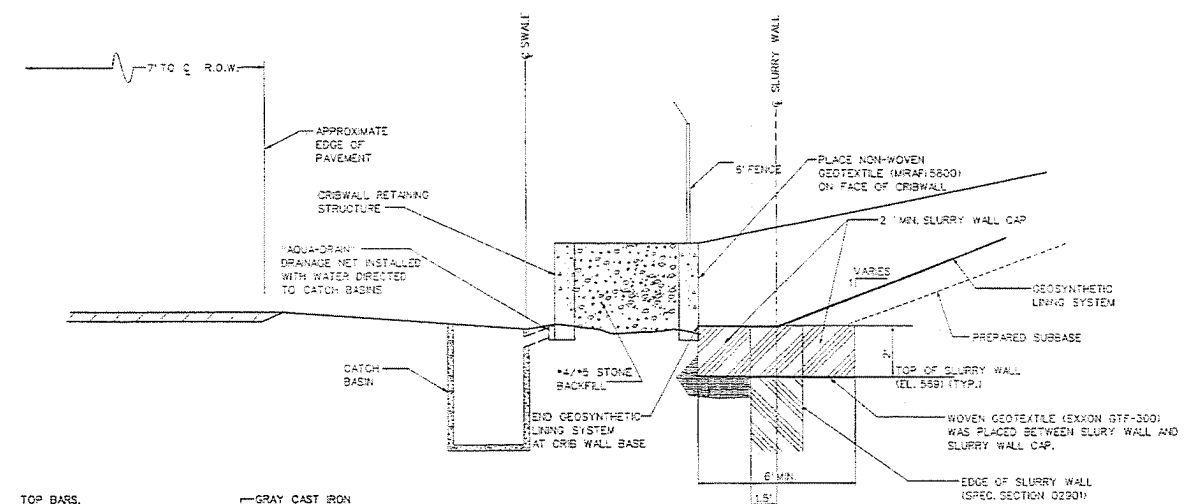 ℄ SWALE
℄ SLURRY WALL
7' TO ℄ R.O.W.
APPROXIMATE
EDGE OF
PAVEMENT
CRIBWALL RETAINING
STRUCTURE
"AQUA-DRAIN"
DRAINAGE NET INSTALLED
WITH WATER DIRECTED
TO CATCH BASINS
6' FENCE
PLACE NON-WOVEN
GEOTEXTILE (MIRAFI 5800)
ON FACE OF CRIBWALL
2' MIN. SLURRY WALL CAP
VARIES
1
GEOSYNTHETIC
LINING SYSTEM
PREPARED SUBBASE
CATCH
BASIN
#4/#5 STONE
BACKFILL
END GEOSYNTHETIC
LINING SYSTEM
AT CRIB WALL BASE
2'
TOP OF SLURRY WALL
(EL. 569) (TYP.)
WOVEN GEOTEXTILE (EXXON GTF-300)
WAS PLACED BETWEEN SLURY WALL AND
SLURRY WALL CAP.
6' MIN.
1.5'
EDGE OF SLURRY WALL
(SPEC. SECTION 02901)
TOP BARS.
GRAY CAST IRON